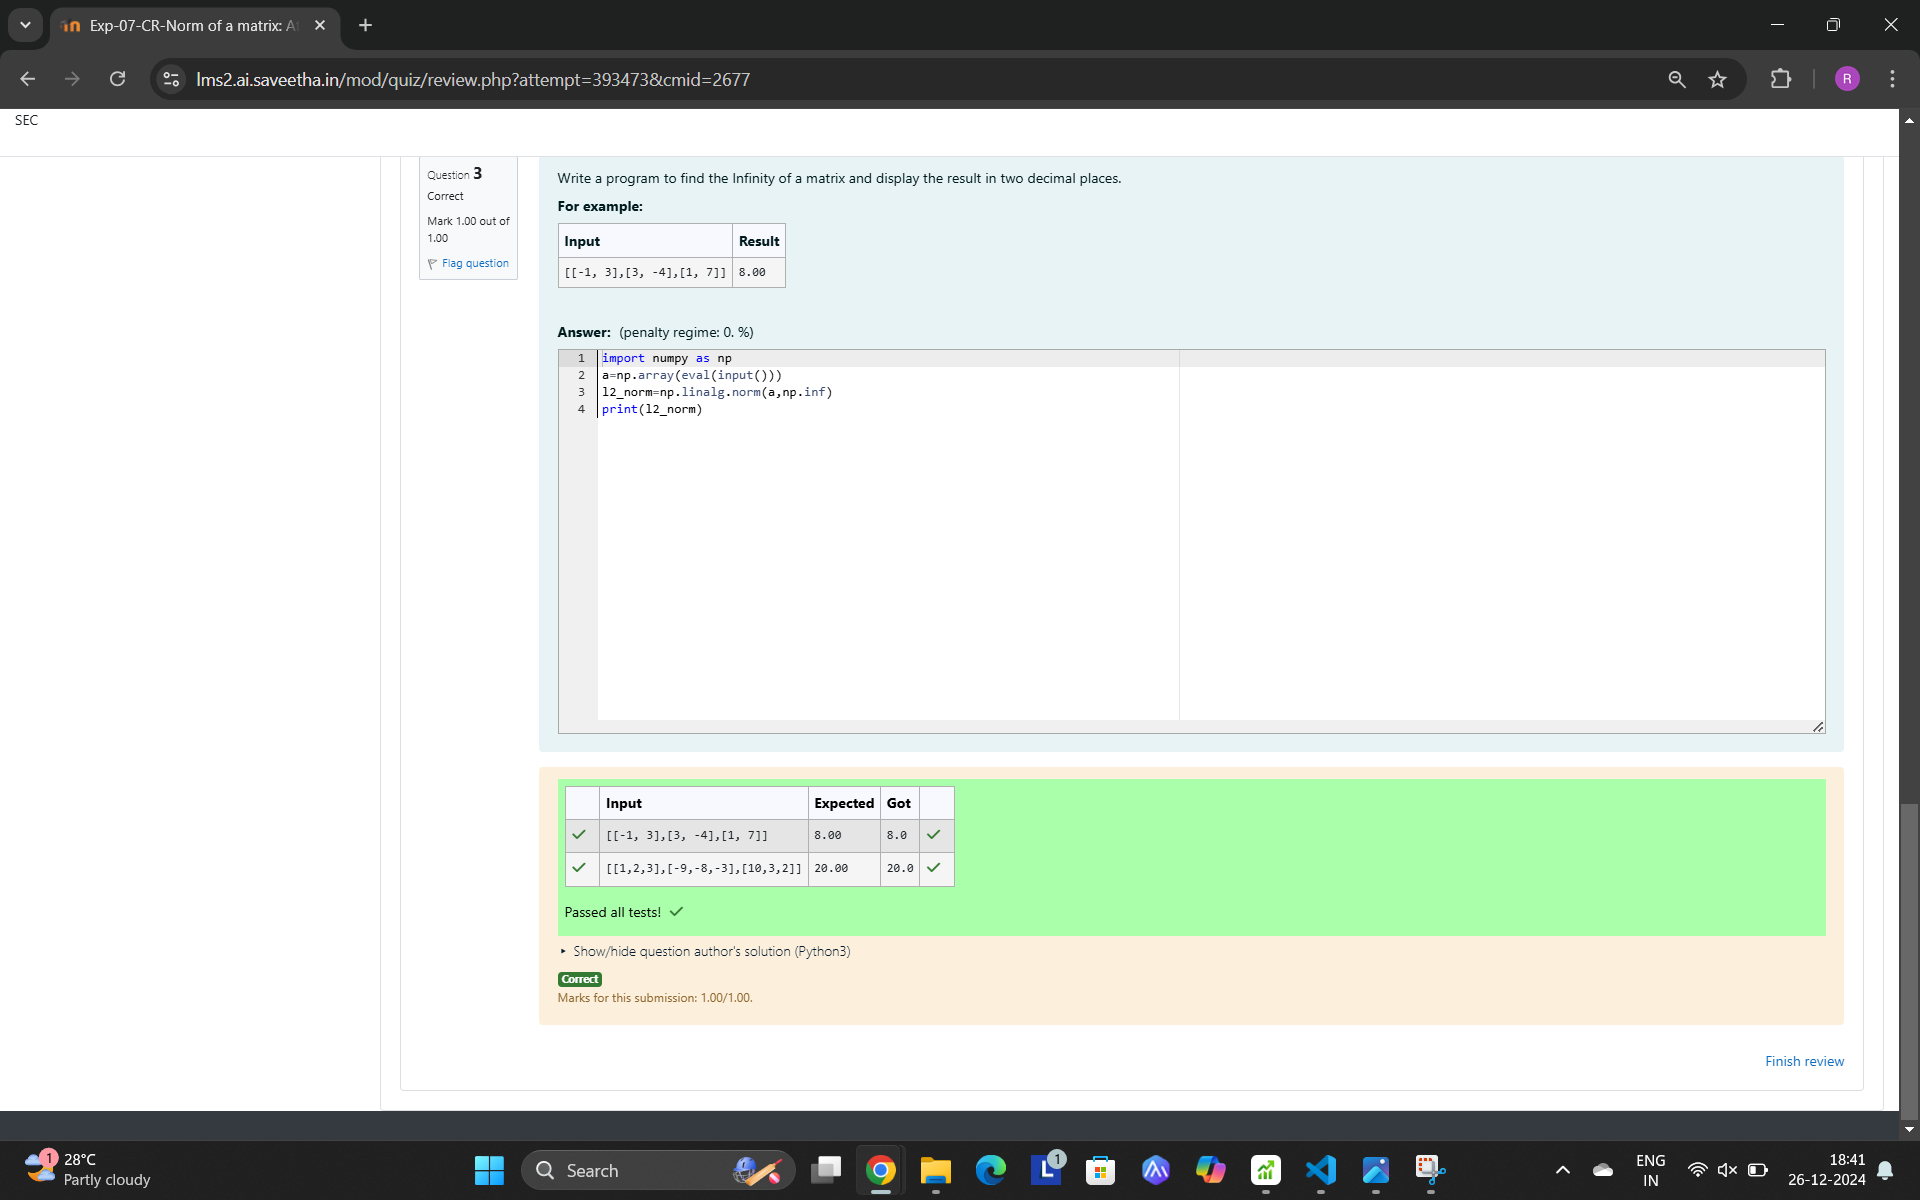 Exp-07-CR-Norm of a matrix: A
lms2.ai.saveetha.in/mod/quiz/review.php?attempt=393473&cmid=2677
R
SEC
Question 3
Correct
Mark 1.00 out of
1.00
Flag question
Write a program to find the Infinity of a matrix and display the result in two decimal places.
For example:
Input Result
[[-1, 3],[3, -4],[1, 7]] 8.00
Answer: (penalty regime: 0. %)
1 import numpy as np
2 a=np.array(eval(input()))
3 l2_norm=np.linalg.norm(a,np.inf)
4 print(l2_norm)
Input Expected Got
[[-1, 3],[3, -4],[1, 7]] 8.00 8.0
[[1,2,3],[-9,-8,-3],[10,3,2]] 20.00 20.0
Passed all tests!
Show/hide question author's solution (Python3)
Correct
Marks for this submission: 1.00/1.00.
Finish review
1
28°C
Partly cloudy
Search
L
1
ENG
IN
18:41
26-12-2024